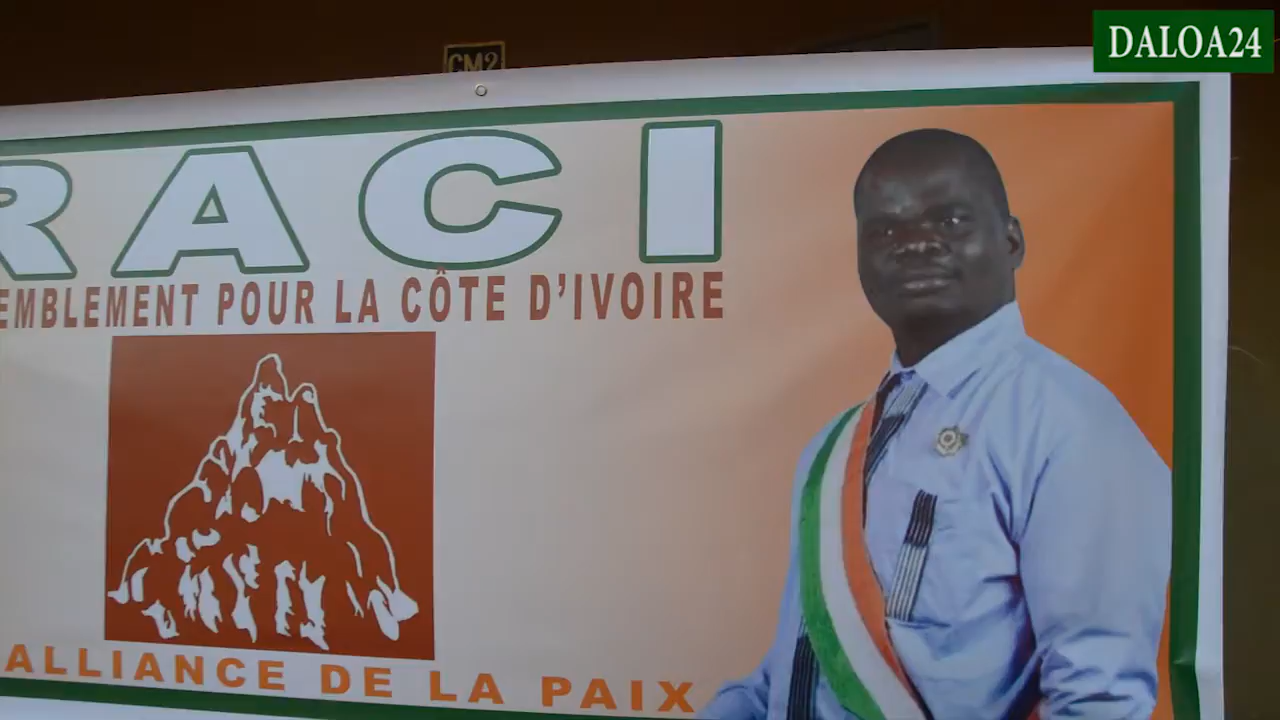 DALOA24
CM2
RACI
EMBLEMENT POUR LA CÔTE D'IVOIRE
ALLIANCE DE LA PAIX